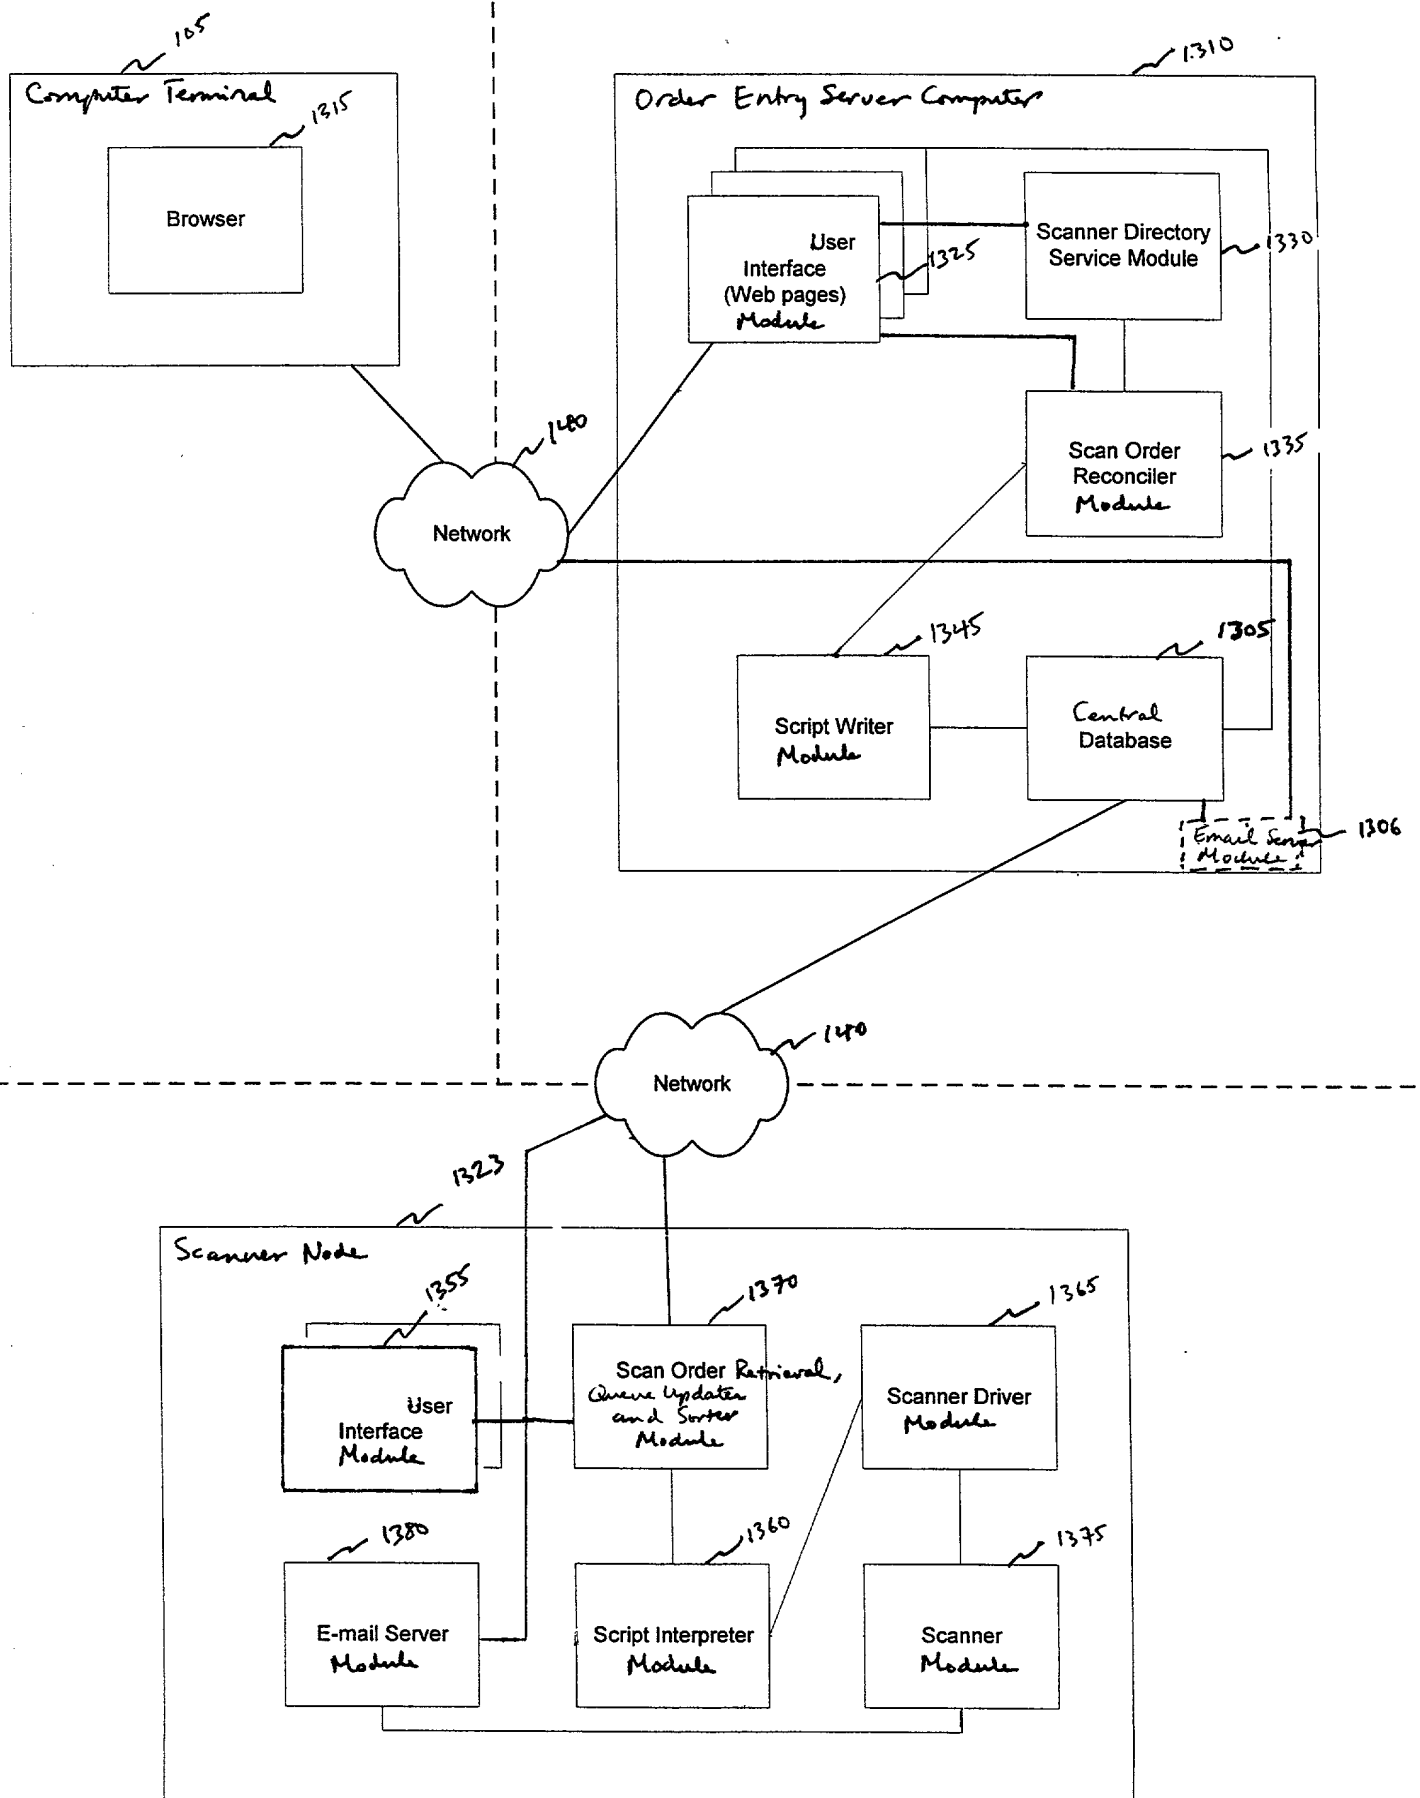 105
Computer Terminal
1315
Browser
1310
Order Entry Server Computer
User
Interface
(Web pages)
Module
1325
Scanner Directory
Service Module
1330
140
Network
Scan Order
Reconciler
Module
1335
1345
Script Writer
Module
1305
Central
Database
Email Server
Module
1306
140
Network
1323
Scanner Node
1355
User
Interface
Module
1370
Scan Order Retrieval,
Queue Updater
and Sorter
Module
1365
Scanner Driver
Module
1380
E-mail Server
Module
1360
Script Interpreter
Module
1375
Scanner
Module